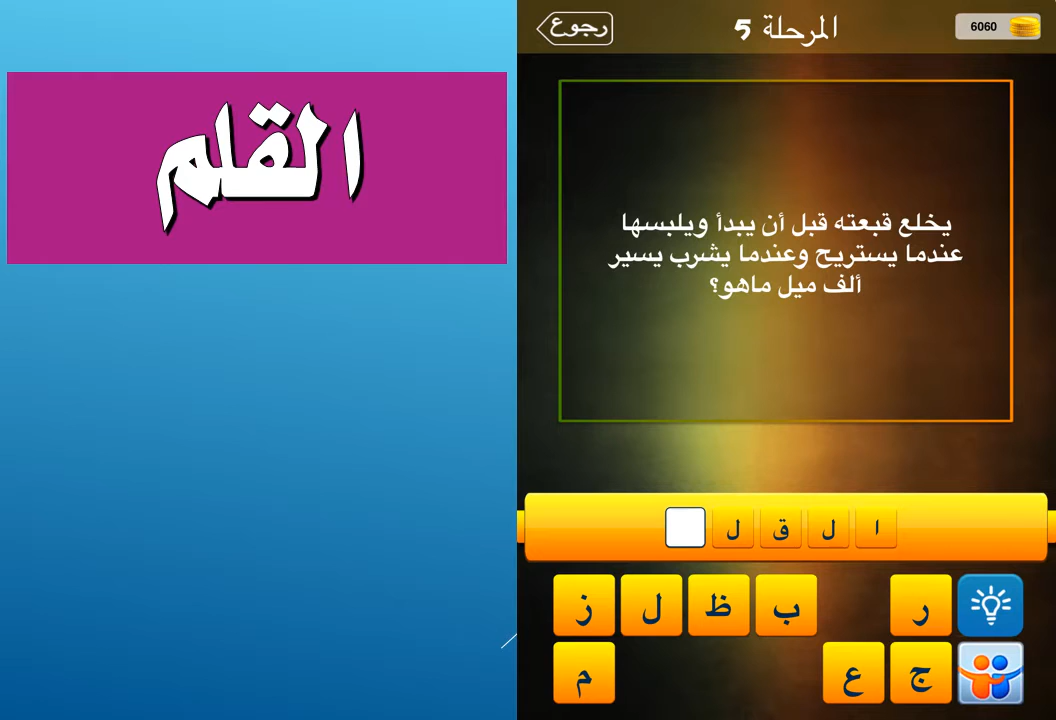 القلم
رجوع
المرحلة 5
6060
يخلع قبعته قبل أن يبدأ ويلبسها
عندما يستريح وعندما يشرب يسير
ألف ميل ماهو؟
ا ل ق ل
ر ب ظ ل ز
ج ع م